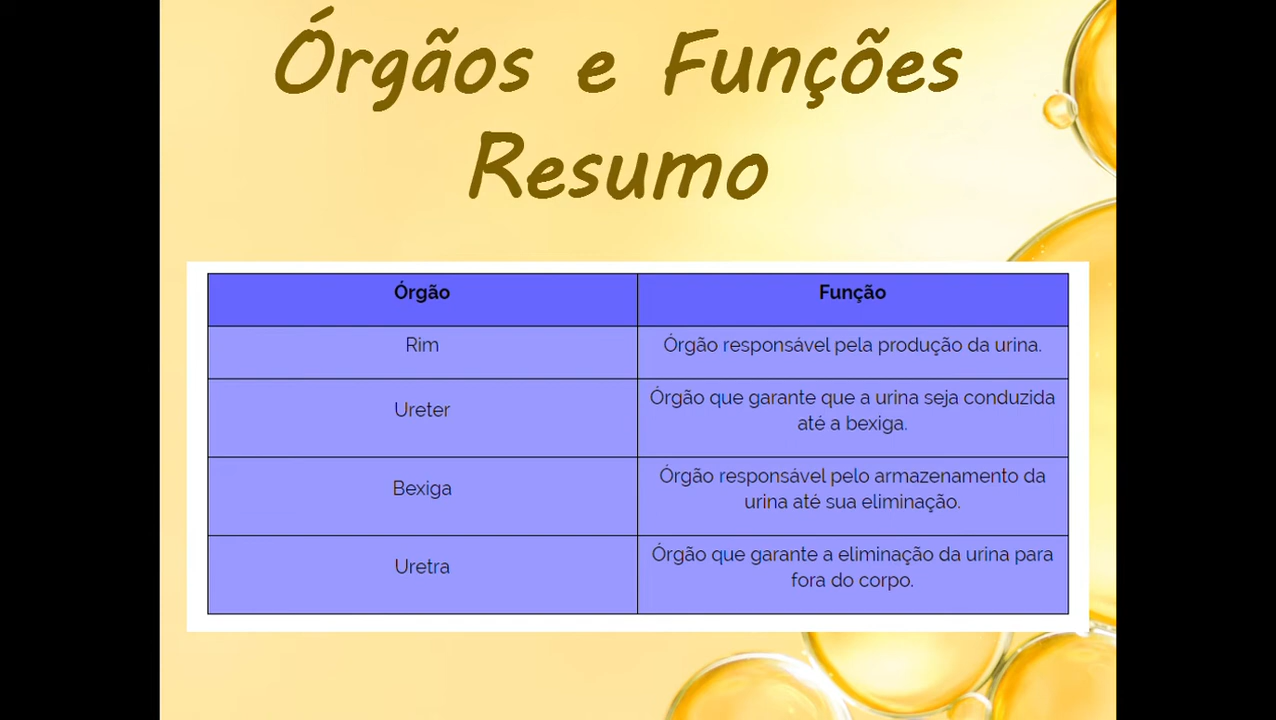 Órgãos e Funções
Resumo
Órgão
Função
Rim
Órgão responsável pela produção da urina.
Ureter
Órgão que garante que a urina seja conduzida
até a bexiga.
Bexiga
Órgão responsável pelo armazenamento da
urina até sua eliminação.
Uretra
Órgão que garante a eliminação da urina para
fora do corpo.